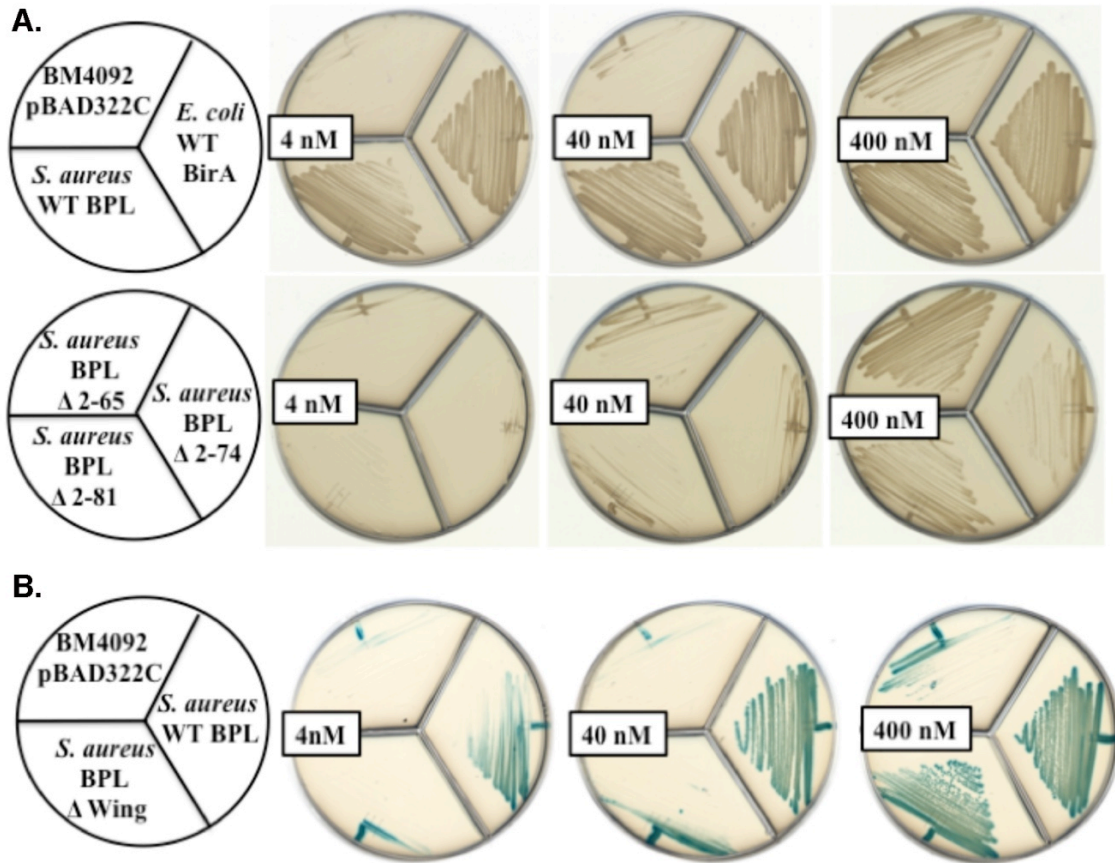 A.
BM4092
pBAD322C
E. coli
WT
BirA
S. aureus
WT BPL
4 nM
40 nM
400 nM
S. aureus
BPL
Δ 2-65
S. aureus
BPL
Δ 2-74
S. aureus
BPL
Δ 2-81
4 nM
40 nM
400 nM
B.
BM4092
pBAD322C
S. aureus
WT BPL
S. aureus
BPL
Δ Wing
4nM
40 nM
400 nM